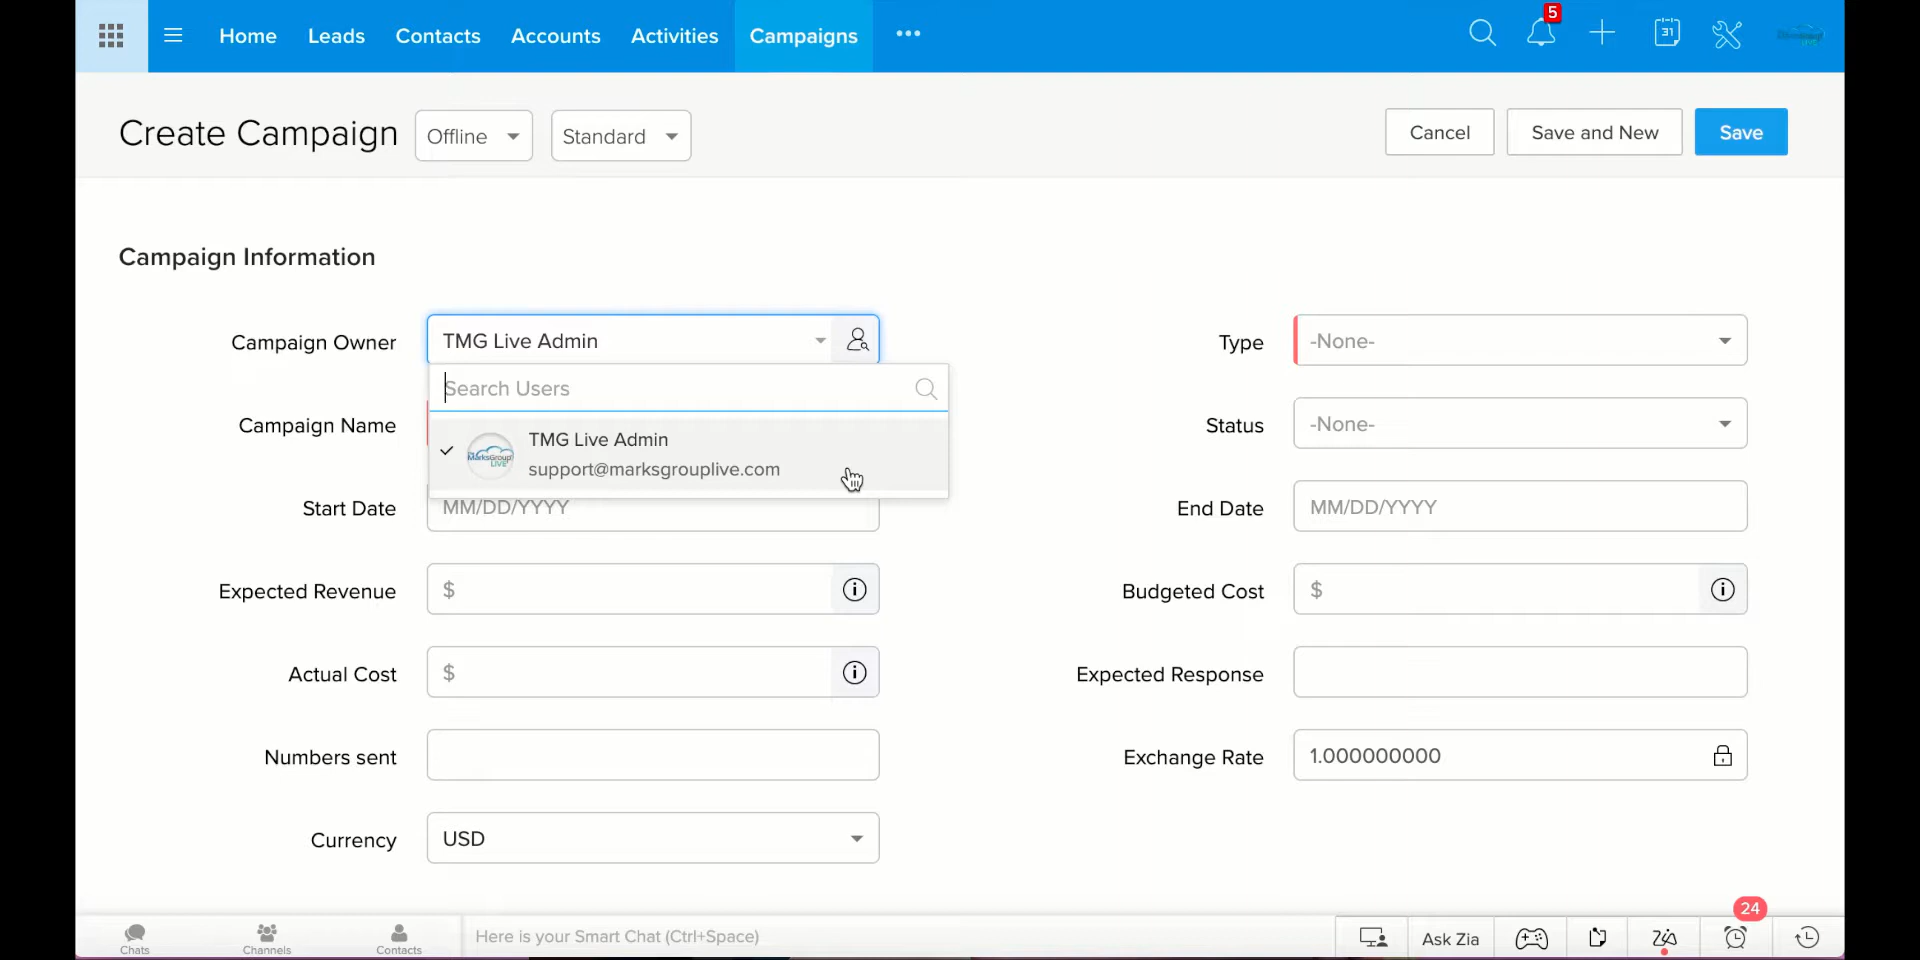 Home Leads Contacts Accounts Activities Campaigns ••• 5 31
Create Campaign Offline Standard Cancel Save and New Save
Campaign Information
Campaign Owner TMG Live Admin Type -None-
Search Users
TMG Live Admin
MarksGroup LIVE
support@marksgrouplive.com
Campaign Name Status -None-
Start Date MM/DD/YYYY End Date MM/DD/YYYY
Expected Revenue $ Budgeted Cost $
Actual Cost $ Expected Response
Numbers sent Exchange Rate 1.000000000
Currency USD
Chats Channels Contacts Here is your Smart Chat (Ctrl+Space) Ask Zia 24